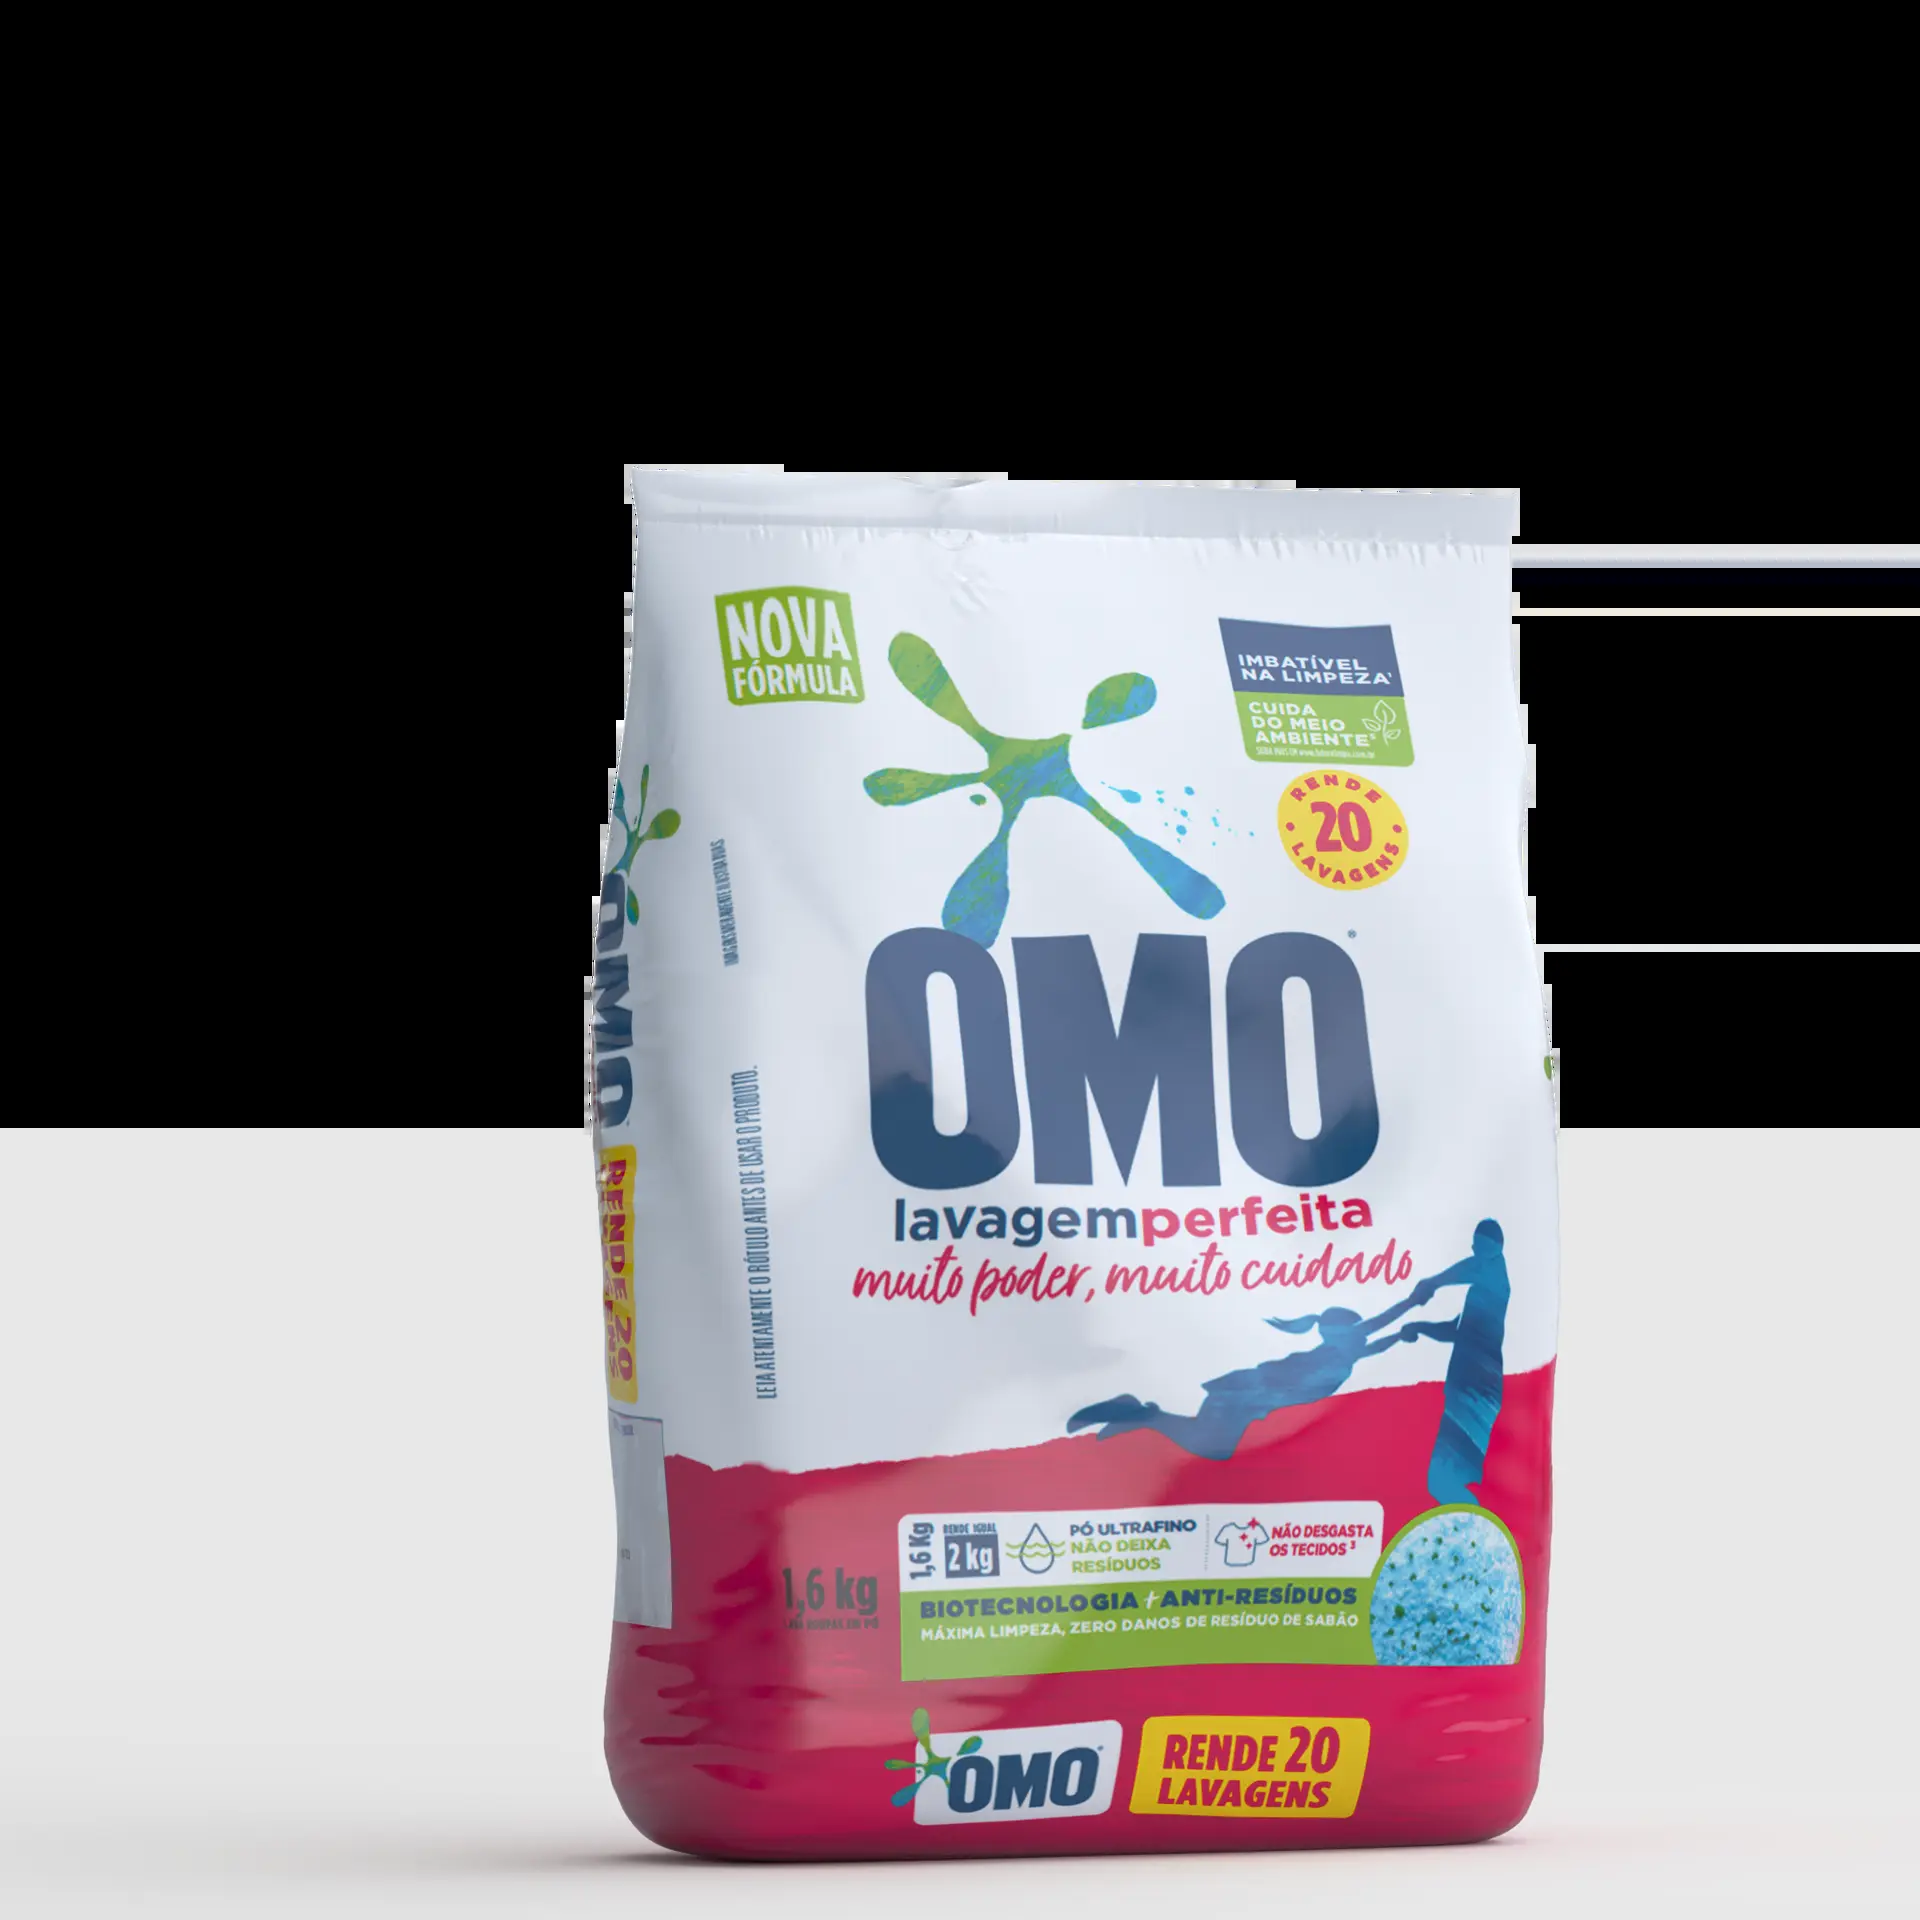 NOVA
FÓRMULA
IMBATÍVEL
NA LIMPEZA¹
CUIDA
DO MEIO
AMBIENTE⁵
RENDE
20
LAVAGENS
OMO®
lavagemperfeita
muito poder, muito cuidado
OMO
RENDE 20
LEIA ATENTAMENTE O RÓTULO ANTES DE USAR O PRODUTO.
1,6 kg
1,6 Kg
RENDE IGUAL
2 kg
PÓ ULTRAFINO
NÃO DEIXA
RESÍDUOS
NÃO DESGASTA
OS TECIDOS ³
BIOTECNOLOGIA + ANTI-RESÍDUOS
MÁXIMA LIMPEZA, ZERO DANOS DE RESÍDUO DE SABÃO
OMO®
RENDE 20
LAVAGENS